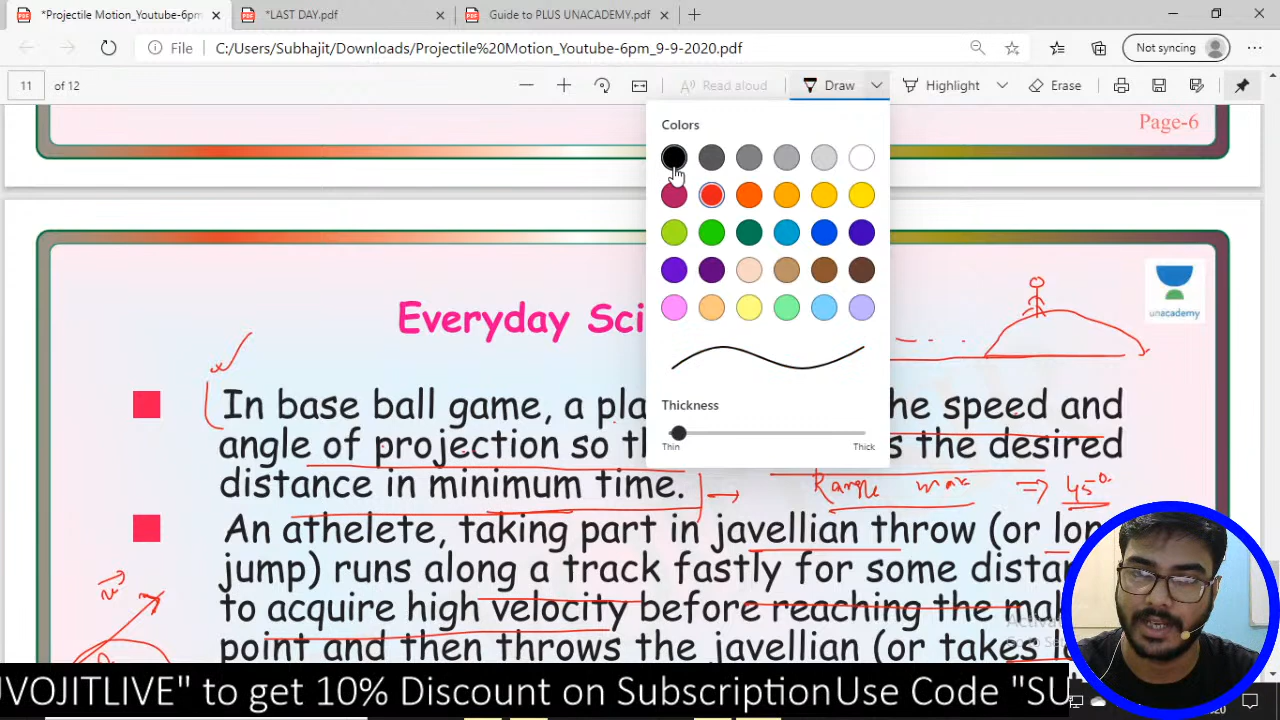 *Projectile Motion_Youtube-6pm
*LAST DAY.pdf
Guide to PLUS UNACADEMY.pdf
File
C:/Users/Subhajit/Downloads/Projectile%20Motion_Youtube-6pm_9-9-2020.pdf
Not syncing
11 of 12
Read aloud
Draw
Highlight
Erase
Colors
Page-6
Everyday Sci
unacademy
Thickness
Thin
Thick
In base ball game, a pla he speed and
angle of projection so t s the desired
distance in minimum time.
Range max ⇒ 45°
An athelete, taking part in javellian throw (or lon
jump) runs along a track fastly for some distan
to acquire high velocity before reaching the mak
point and then throws the javellian (or takes
UVOJITLIVE" to get 10% Discount on Subscription Use Code "SU